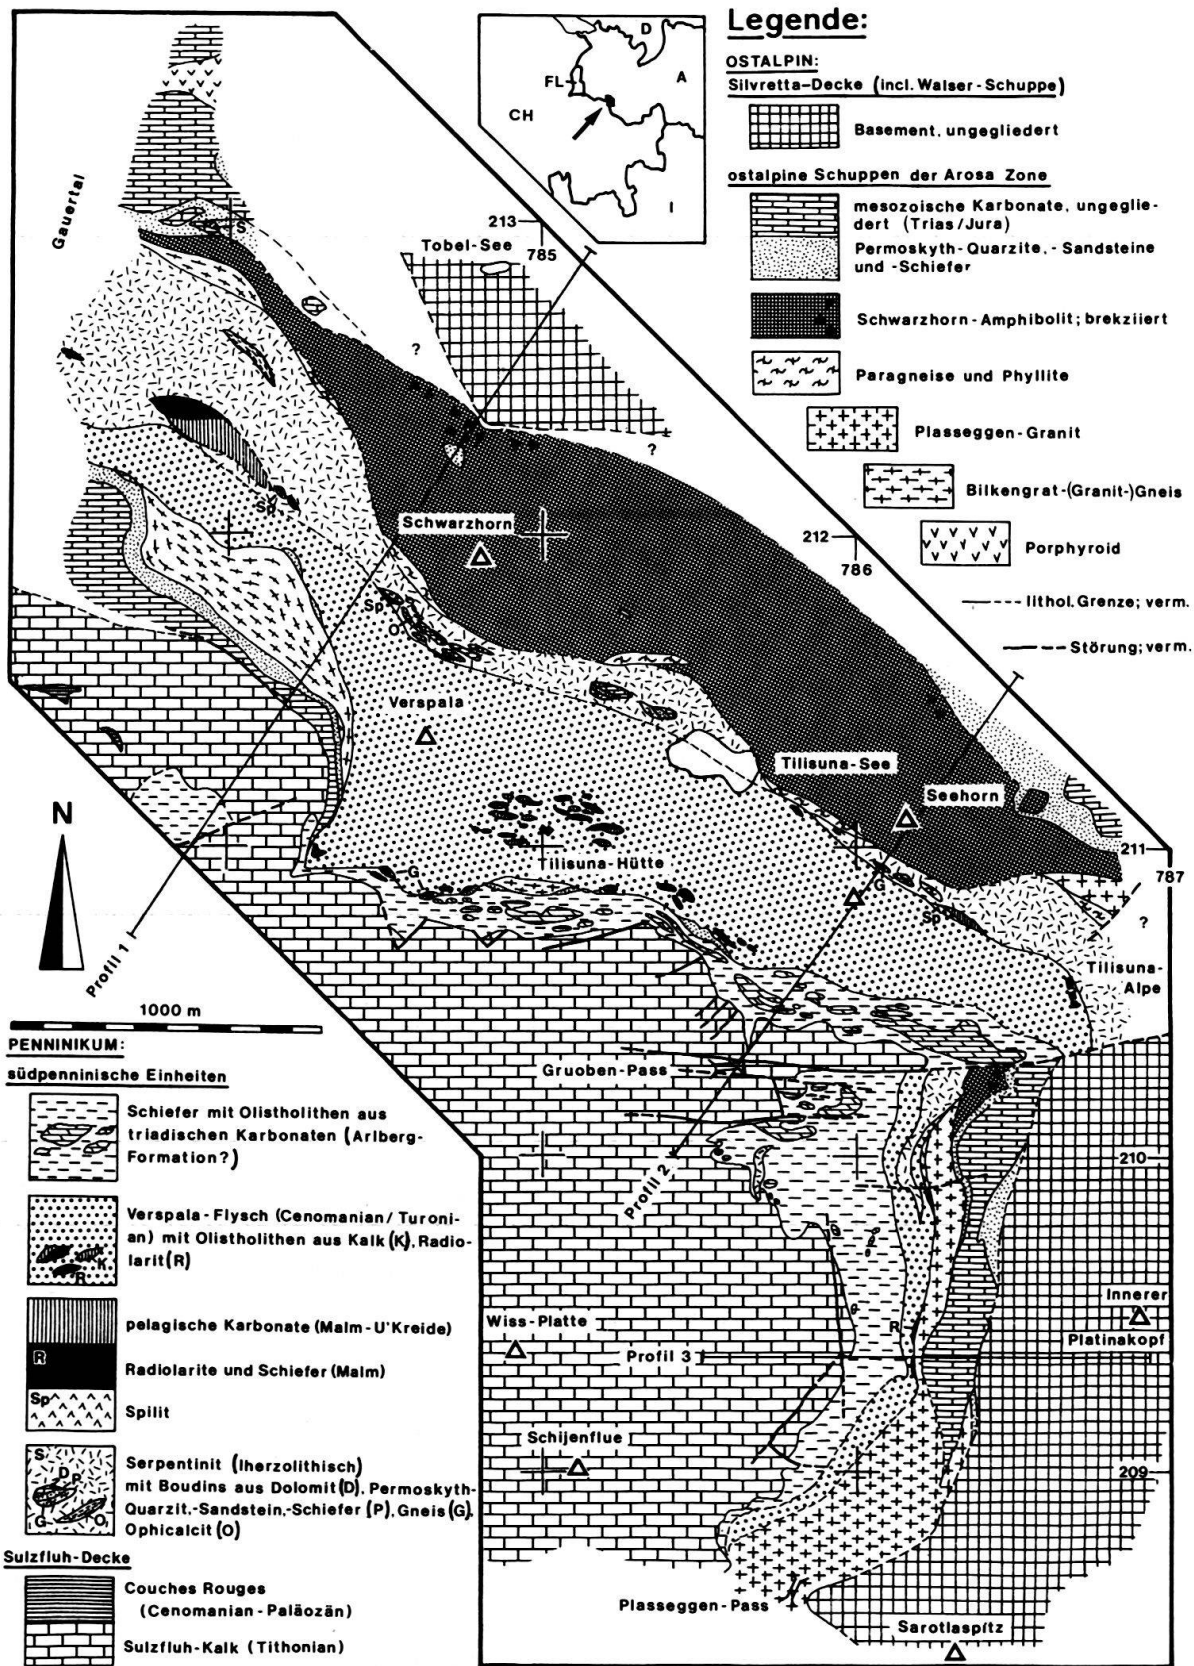 Legende:
OSTALPIN:
Silvretta-Decke (incl. Walser-Schuppe)
Basement, ungegliedert
ostalpine Schuppen der Arosa Zone
mesozoische Karbonate, unglie-
dert (Trias/Jura)
Permoskyth-Quarzite,-Sandsteine
und -Schiefer
Schwarzhorn-Amphibolit; brekziiert
Paragneise und Phyllite
Plasseggen-Granit
Bilkengrat-(Granit-)Gneis
Porphyroid
lithol. Grenze; verm.
Störung; verm.
D
FL
A
CH
I
Gauertal
S
213
785
Tobel-See
?
?
Sp
Schwarzhorn
212
786
Sp
O
Verspala
Tilisuna-See
Seehorn
N
211
787
Tilisuna-Hütte
G
G
Sp
?
Profil 1
Tilisuna-
Alpe
1000 m
Gruoben-Pass
210
Profil 2
Innerer
Platinakopf
Wiss-Platte
R
Profil 3
Schijenflue
209
Plasseggen-Pass
Sarotlaspitz
PENNINIKUM:
südpenninische Einheiten
Schiefer mit Olistholithen aus
triadischen Karbonaten (Arlberg-
Formation?)
Verspala-Flysch (Cenomanian/Turoni-
an) mit Olistholithen aus Kalk (K), Radio-
larit (R)
K
R
pelagische Karbonate (Malm-U'Kreide)
R
Radiolarite und Schiefer (Malm)
Sp
Spilit
S
D
P
G
O
Serpentinit (lherzolithisch)
mit Boudins aus Dolomit (D), Permoskyth-
Quarzit,-Sandstein,-Schiefer (P), Gneis (G),
Ophicalcit (O)
Sulzfluh-Decke
Couches Rouges
(Cenomanian-Paläozän)
Sulzfluh-Kalk (Tithonian)